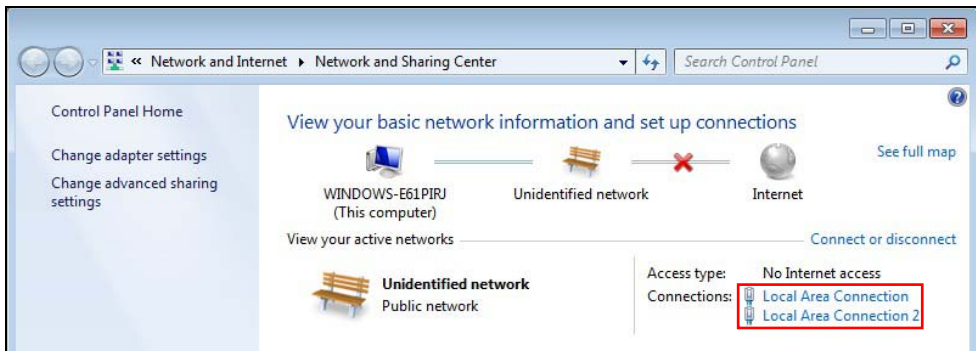 « Network and Internet ▸ Network and Sharing Center
Search Control Panel
Control Panel Home
Change adapter settings
Change advanced sharing
settings
View your basic network information and set up connections
See full map
WINDOWS-E61PIRJ
(This computer)
Unidentified network
Internet
View your active networks
Connect or disconnect
Unidentified network
Public network
Access type: No Internet access
Connections: Local Area Connection
Local Area Connection 2